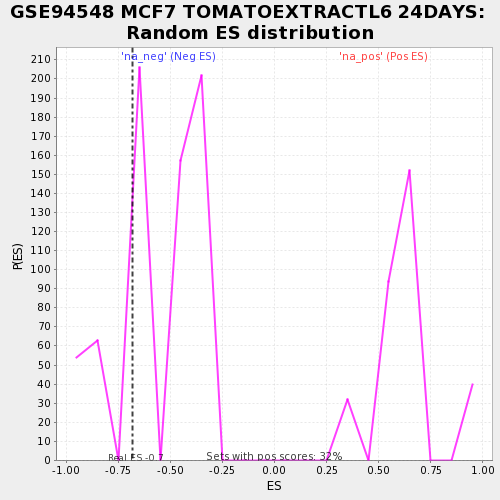 GSE94548 MCF7 TOMATOEXTRACTL6 24DAYS:
Random ES distribution
'na_neg' (Neg ES)
'na_pos' (Pos ES)
210
200
190
180
170
160
150
140
130
120
110
100
90
80
70
60
50
40
30
20
10
0
P(ES)
Real ES -0.7
Sets with pos scores: 32%
-1.00 -0.75 -0.50 -0.25 0.00 0.25 0.50 0.75 1.00
ES